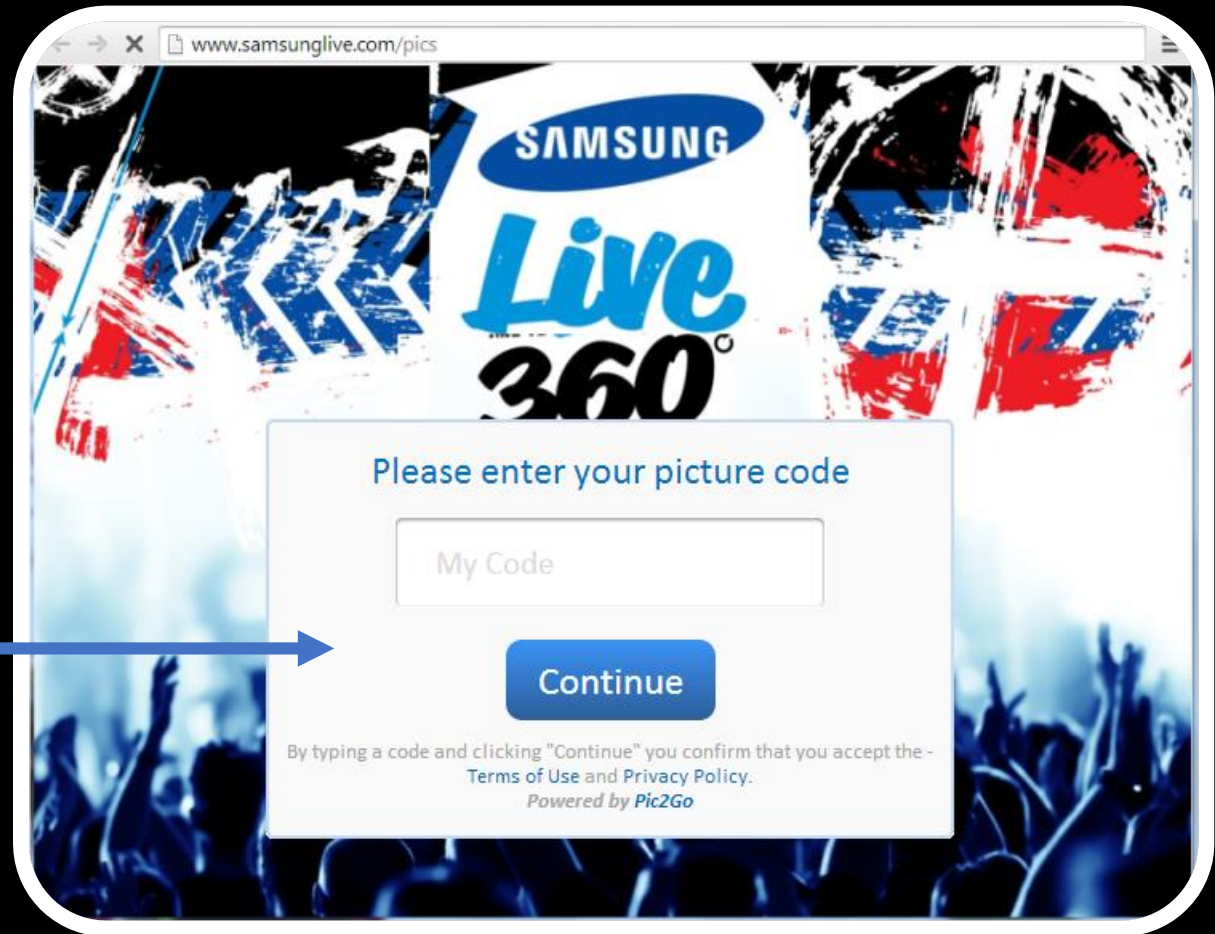 www.samsunglive.com/pics
SAMSUNG
Live
360°
Please enter your picture code
My Code
Continue
By typing a code and clicking "Continue" you confirm that you accept the -
Terms of Use and Privacy Policy.
Powered by Pic2Go